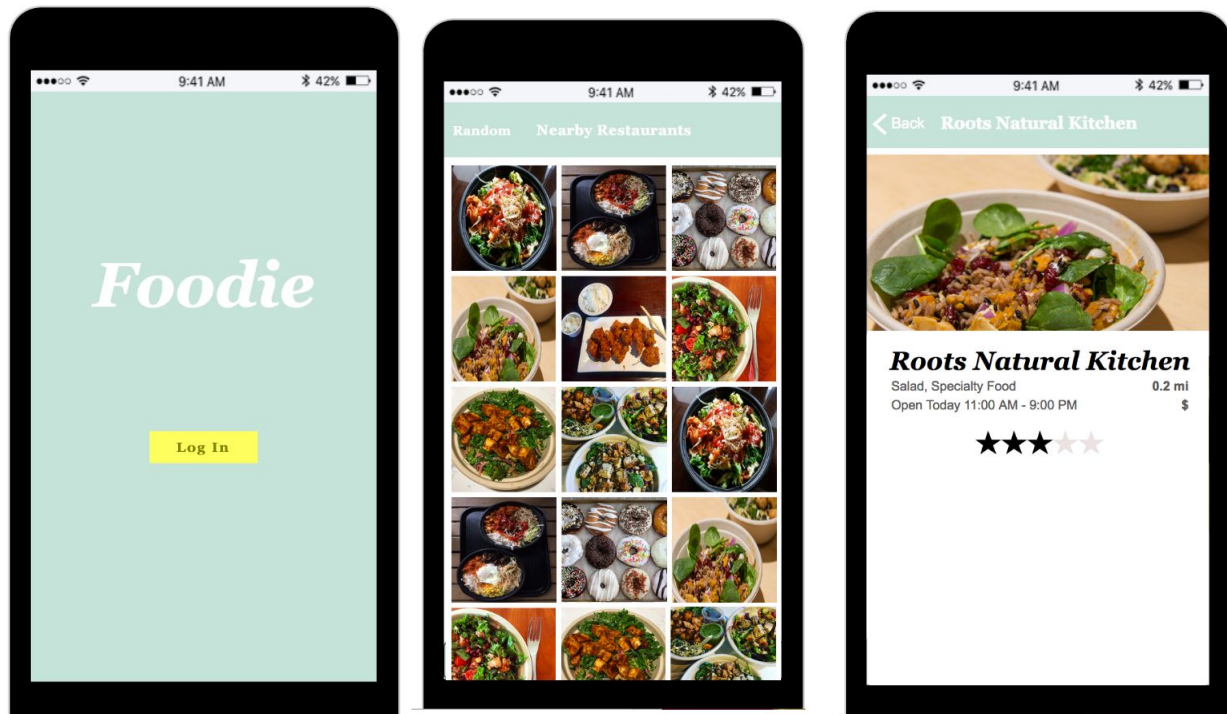 9:41 AM 42%
Foodie
Log In
9:41 AM 42%
Random Nearby Restaurants
9:41 AM 42%
Back Roots Natural Kitchen
Roots Natural Kitchen
Salad, Specialty Food 0.2 mi
Open Today 11:00 AM - 9:00 PM $